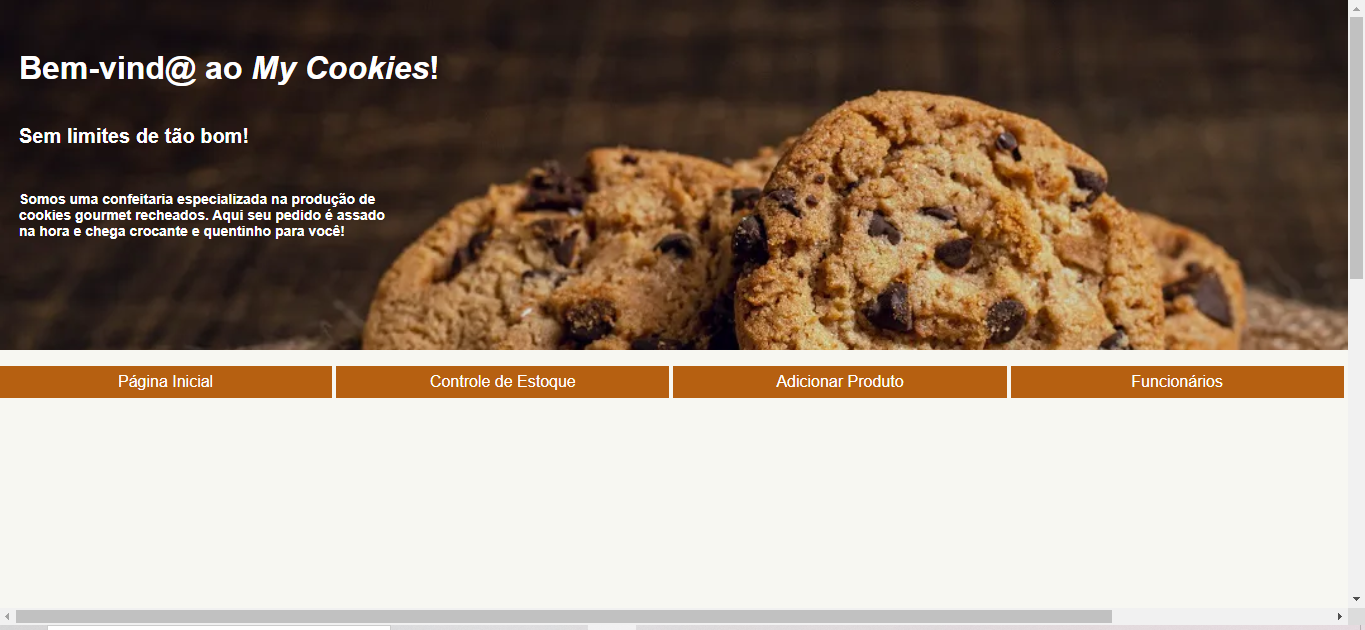 Bem-vind@ ao My Cookies!
Sem limites de tão bom!
Somos uma confeitaria especializada na produção de
cookies gourmet recheados. Aqui seu pedido é assado
na hora e chega crocante e quentinho para você!
Página Inicial
Controle de Estoque
Adicionar Produto
Funcionários